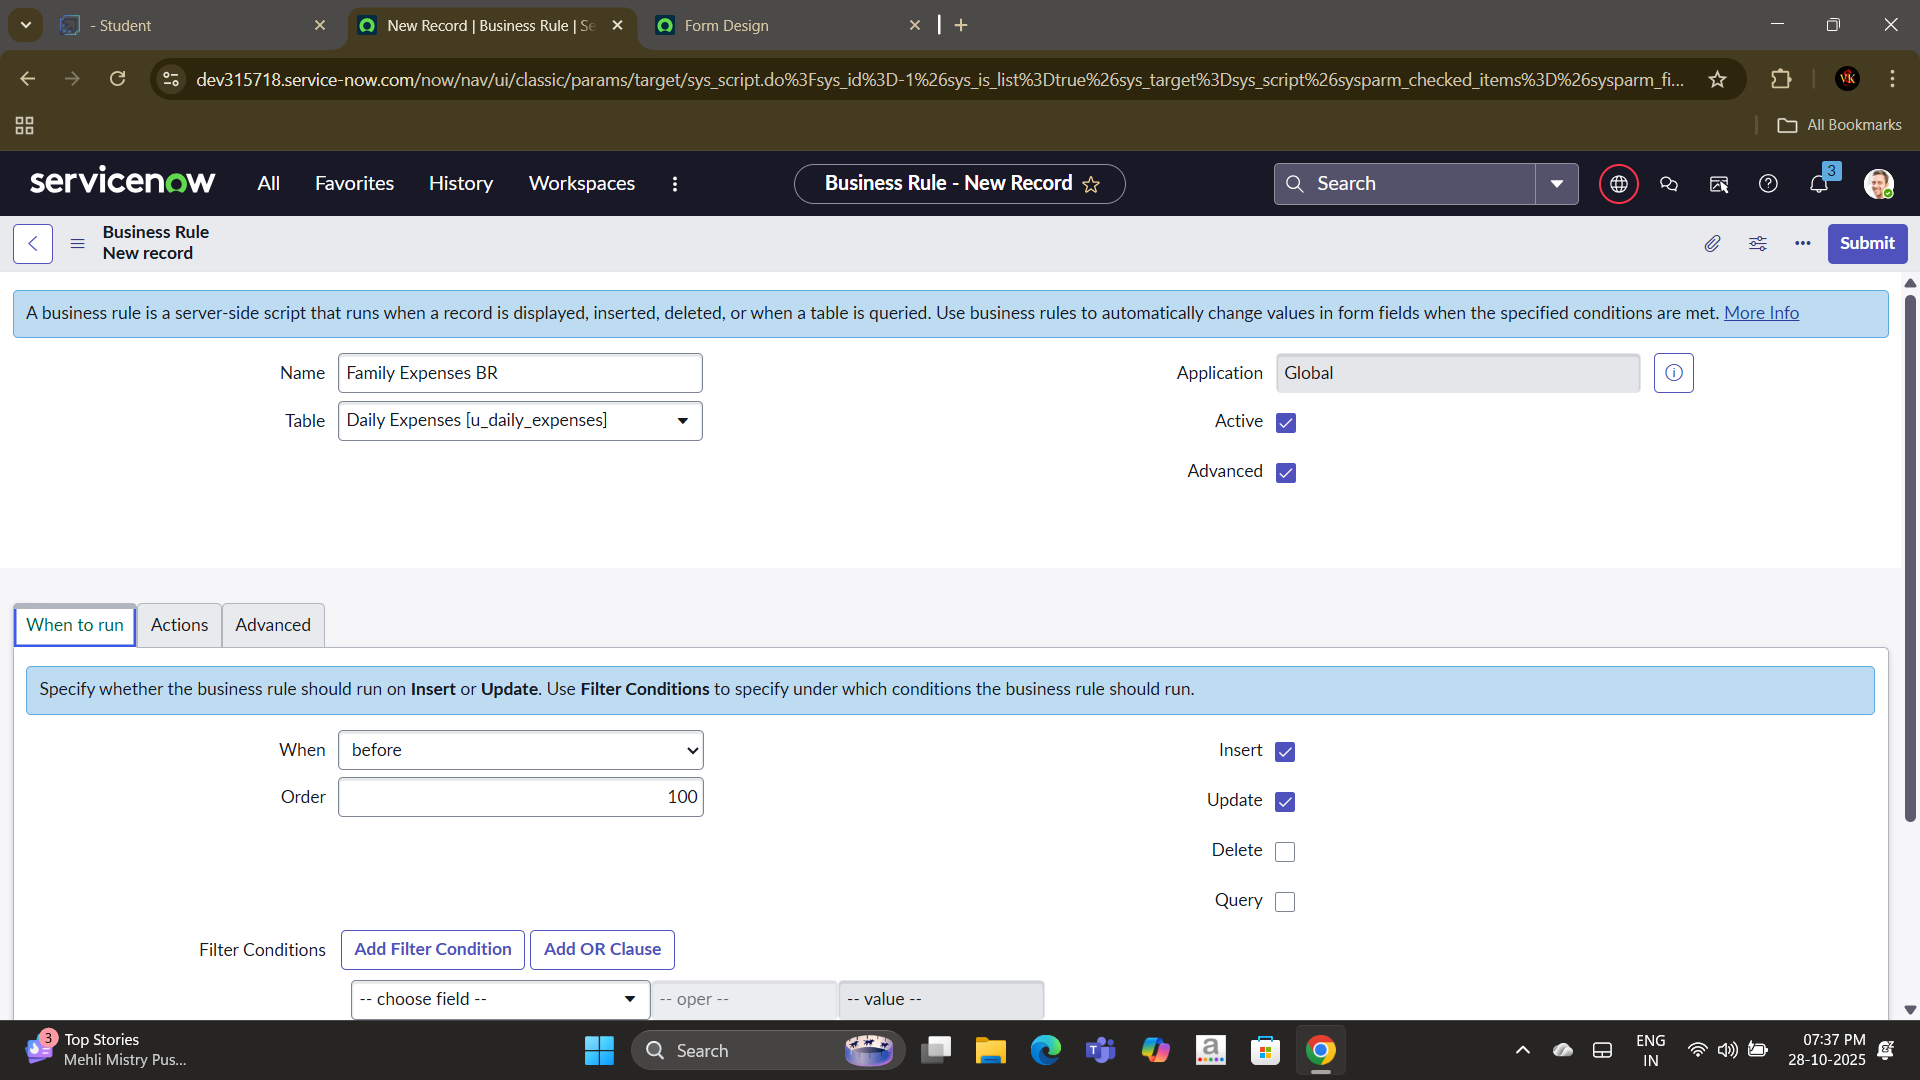 - Student
New Record | Business Rule | Se
Form Design
dev315718.service-now.com/now/nav/ui/classic/params/target/sys_script.do%3Fsys_id%3D-1%26sys_is_list%3Dtrue%26sys_target%3Dsys_script%26sysparm_checked_items%3D%26sysparm_fi...
VK
All Bookmarks
servicenow
All
Favorites
History
Workspaces
Business Rule - New Record
Search
3
Business Rule
New record
Submit
A business rule is a server-side script that runs when a record is displayed, inserted, deleted, or when a table is queried. Use business rules to automatically change values in form fields when the specified conditions are met. More Info
Name
Family Expenses BR
Application
Global
Table
Daily Expenses [u_daily_expenses]
Active
Advanced
When to run
Actions
Advanced
Specify whether the business rule should run on Insert or Update. Use Filter Conditions to specify under which conditions the business rule should run.
When
before
Insert
Order
100
Update
Delete
Query
Filter Conditions
Add Filter Condition
Add OR Clause
-- choose field --
-- oper --
-- value --
3
Top Stories
Mehli Mistry Pus...
Search
ENG
IN
07:37 PM
28-10-2025